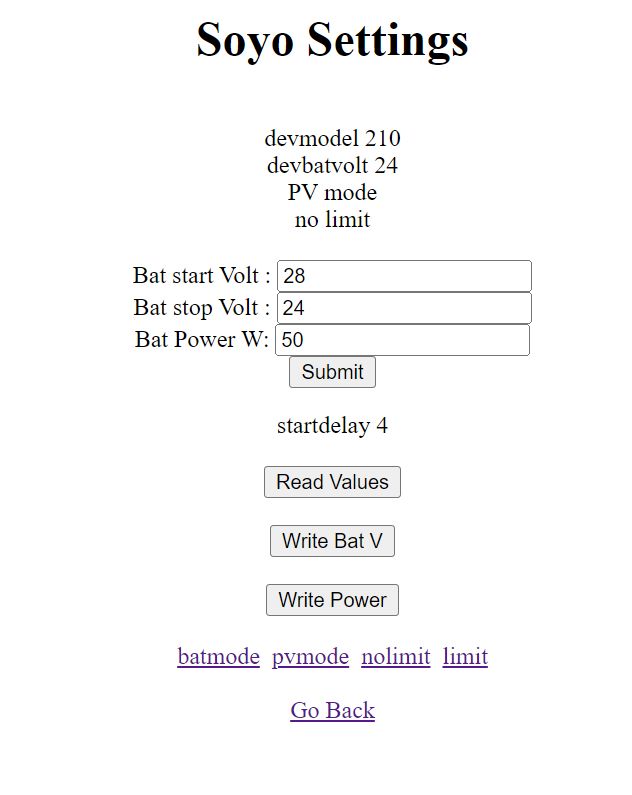 Soyo Settings
devmodel 210
devbatvolt 24
PV mode
no limit
Bat start Volt : 28
Bat stop Volt : 24
Bat Power W: 50
Submit
startdelay 4
Read Values
Write Bat V
Write Power
batmode pvmode nolimit limit
Go Back